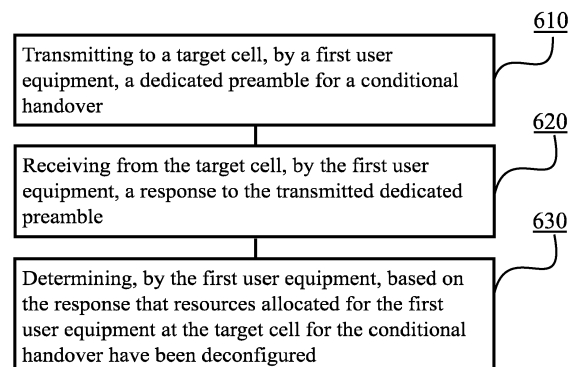 610
Transmitting to a target cell, by a first user
equipment, a dedicated preamble for a conditional
handover
620
Receiving from the target cell, by the first user
equipment, a response to the transmitted dedicated
preamble
630
Determining, by the first user equipment, based on
the response that resources allocated for the first
user equipment at the target cell for the conditional
handover have been deconfigured